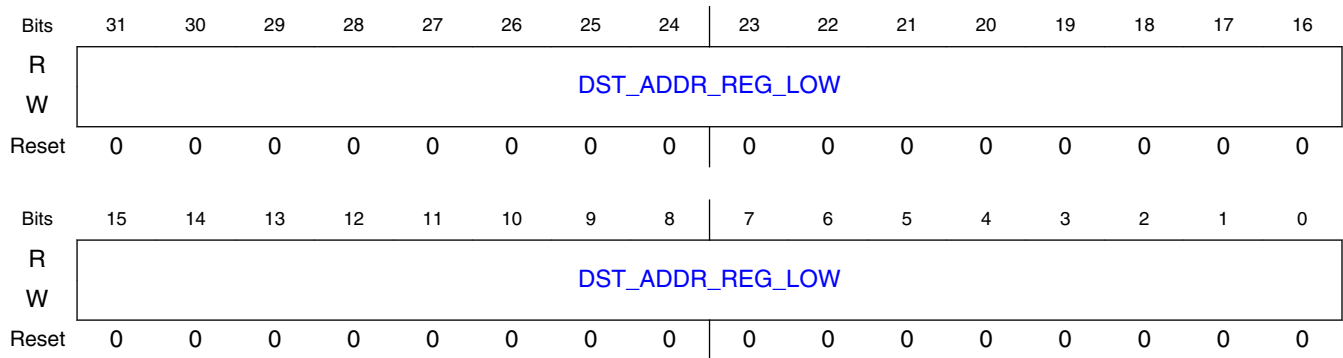 Bits 31 30 29 28 27 26 25 24 23 22 21 20 19 18 17 16
R
DST_ADDR_REG_LOW
W
Reset 0 0 0 0 0 0 0 0 0 0 0 0 0 0 0 0
Bits 15 14 13 12 11 10 9 8 7 6 5 4 3 2 1 0
R
DST_ADDR_REG_LOW
W
Reset 0 0 0 0 0 0 0 0 0 0 0 0 0 0 0 0